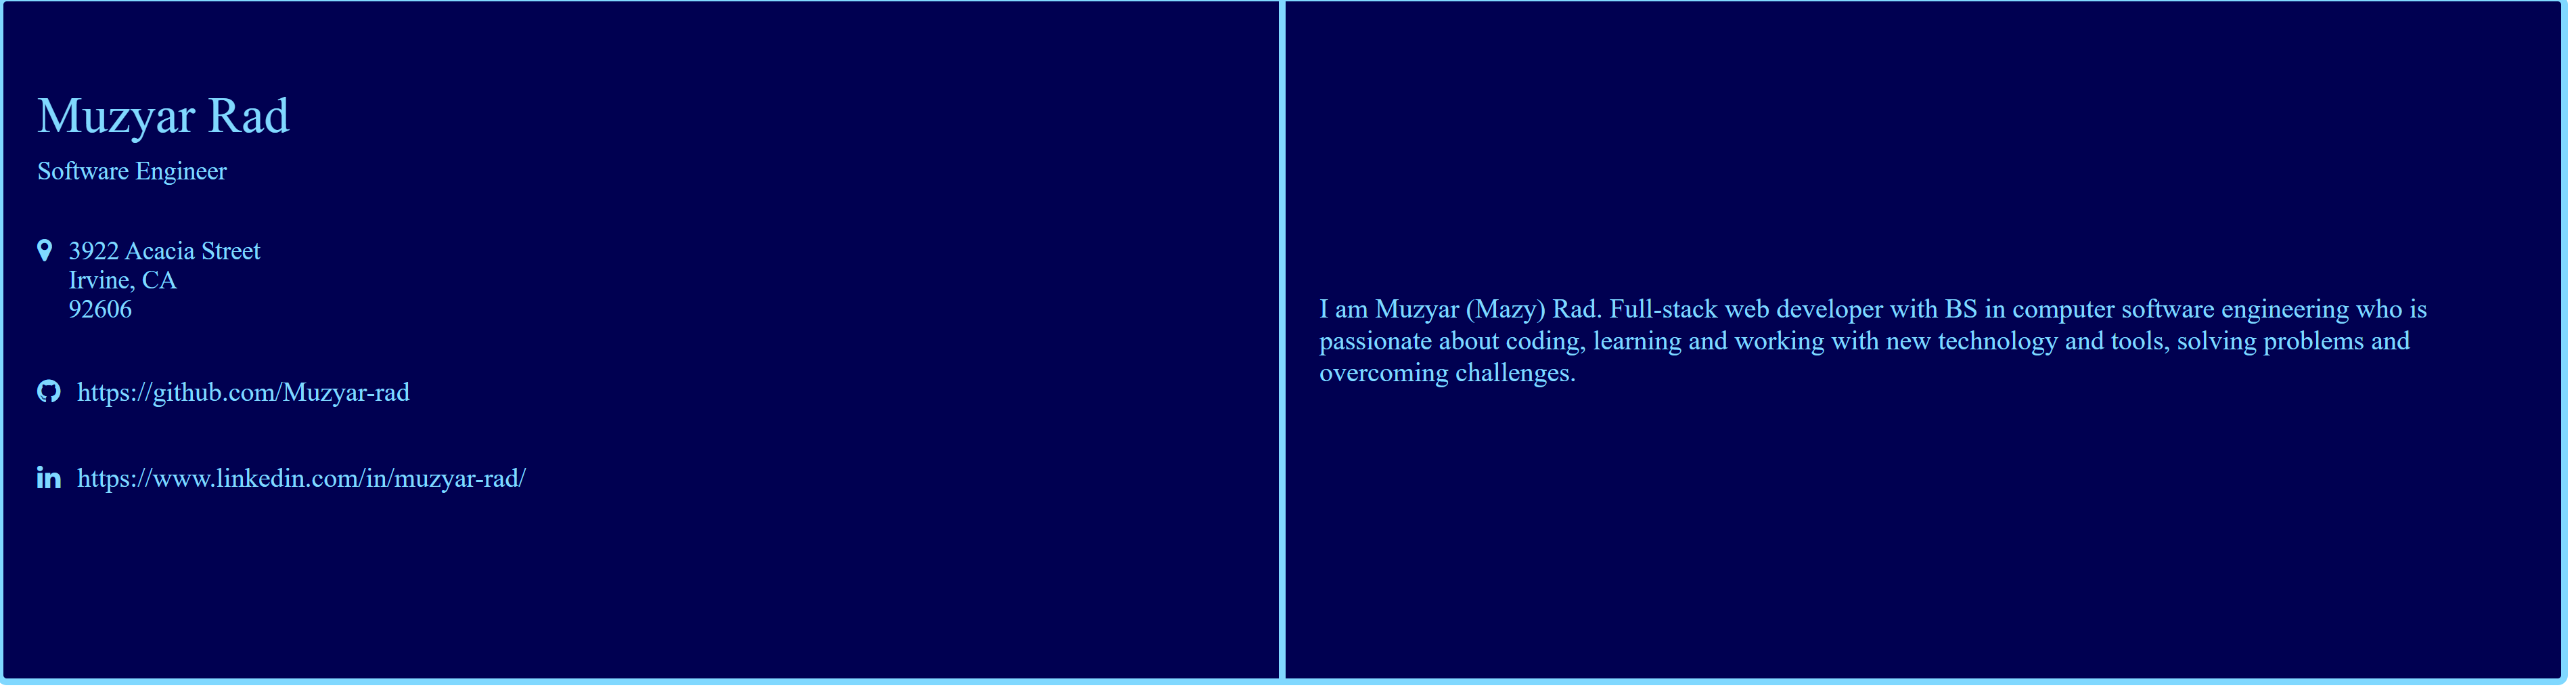 Muzyar Rad
Software Engineer
3922 Acacia Street
Irvine, CA
92606
https://github.com/Muzyar-rad
https://www.linkedin.com/in/muzyar-rad/
I am Muzyar (Mazy) Rad. Full-stack web developer with BS in computer software engineering who is
passionate about coding, learning and working with new technology and tools, solving problems and
overcoming challenges.